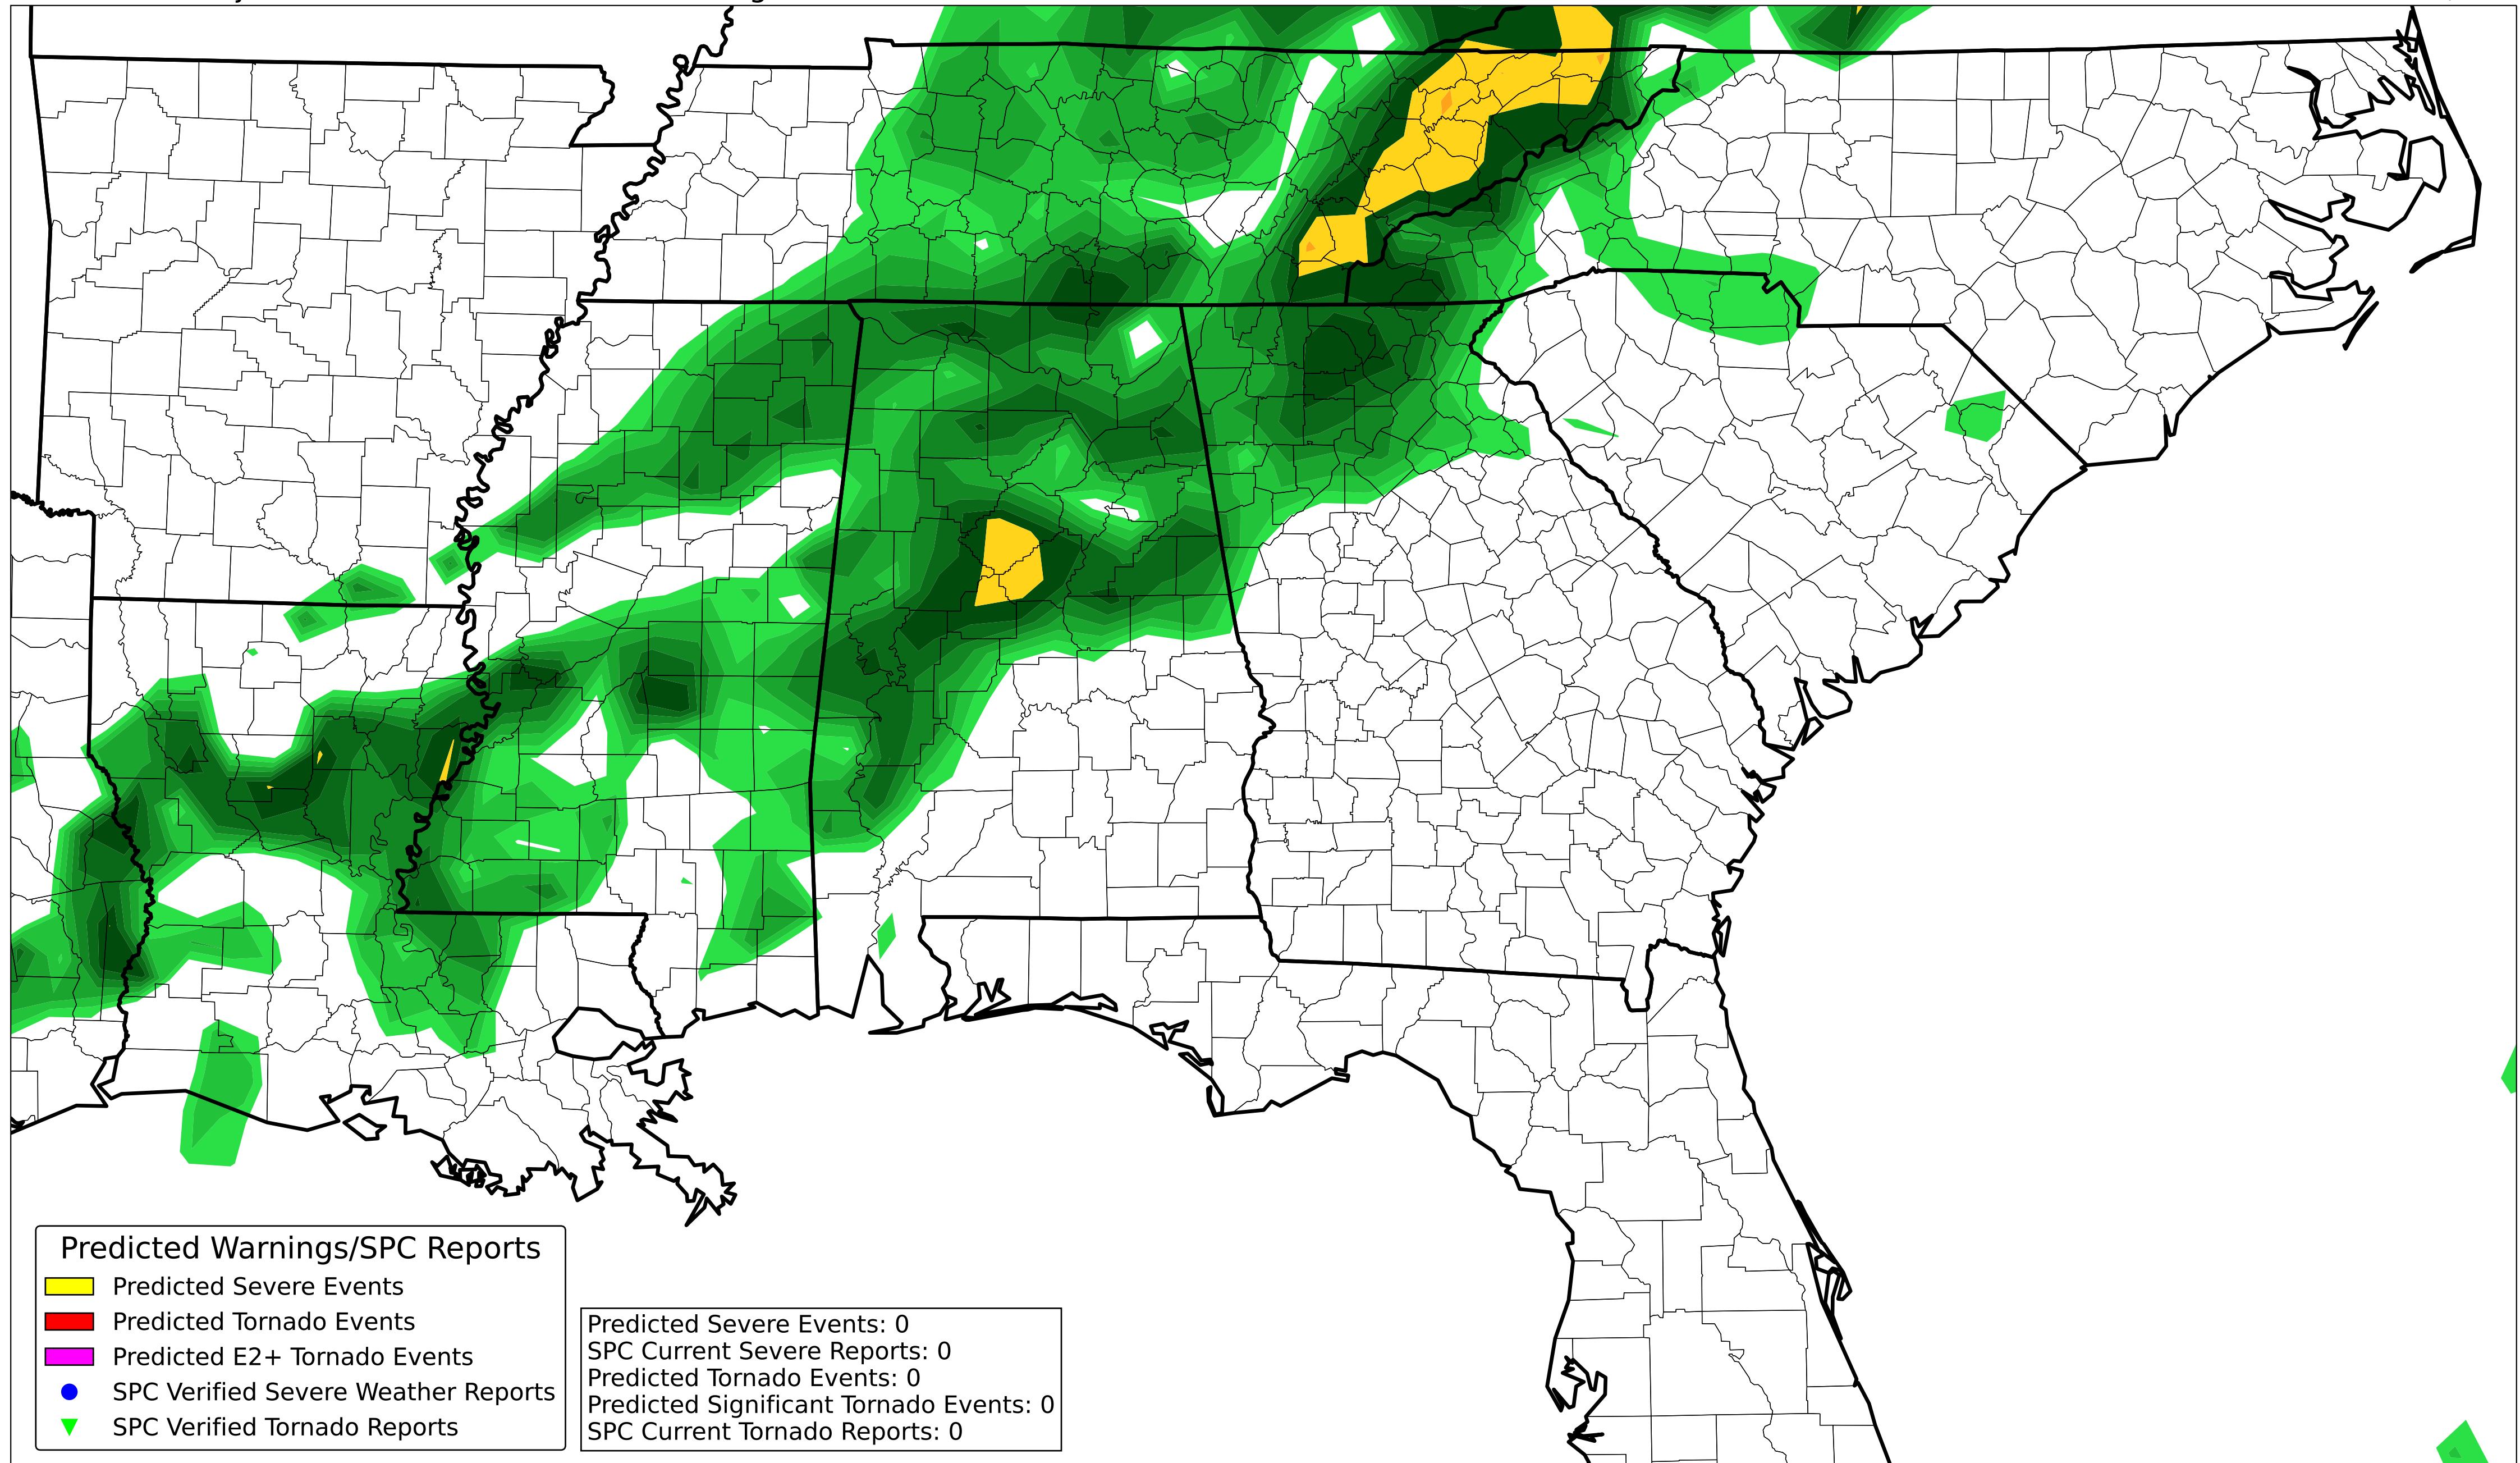 Predicted Warnings/SPC Reports
Predicted Severe Events
Predicted Tornado Events
Predicted E2+ Tornado Events
SPC Verified Severe Weather Reports
SPC Verified Tornado Reports
Predicted Severe Events: 0
SPC Current Severe Reports: 0
Predicted Tornado Events: 0
Predicted Significant Tornado Events: 0
SPC Current Tornado Reports: 0